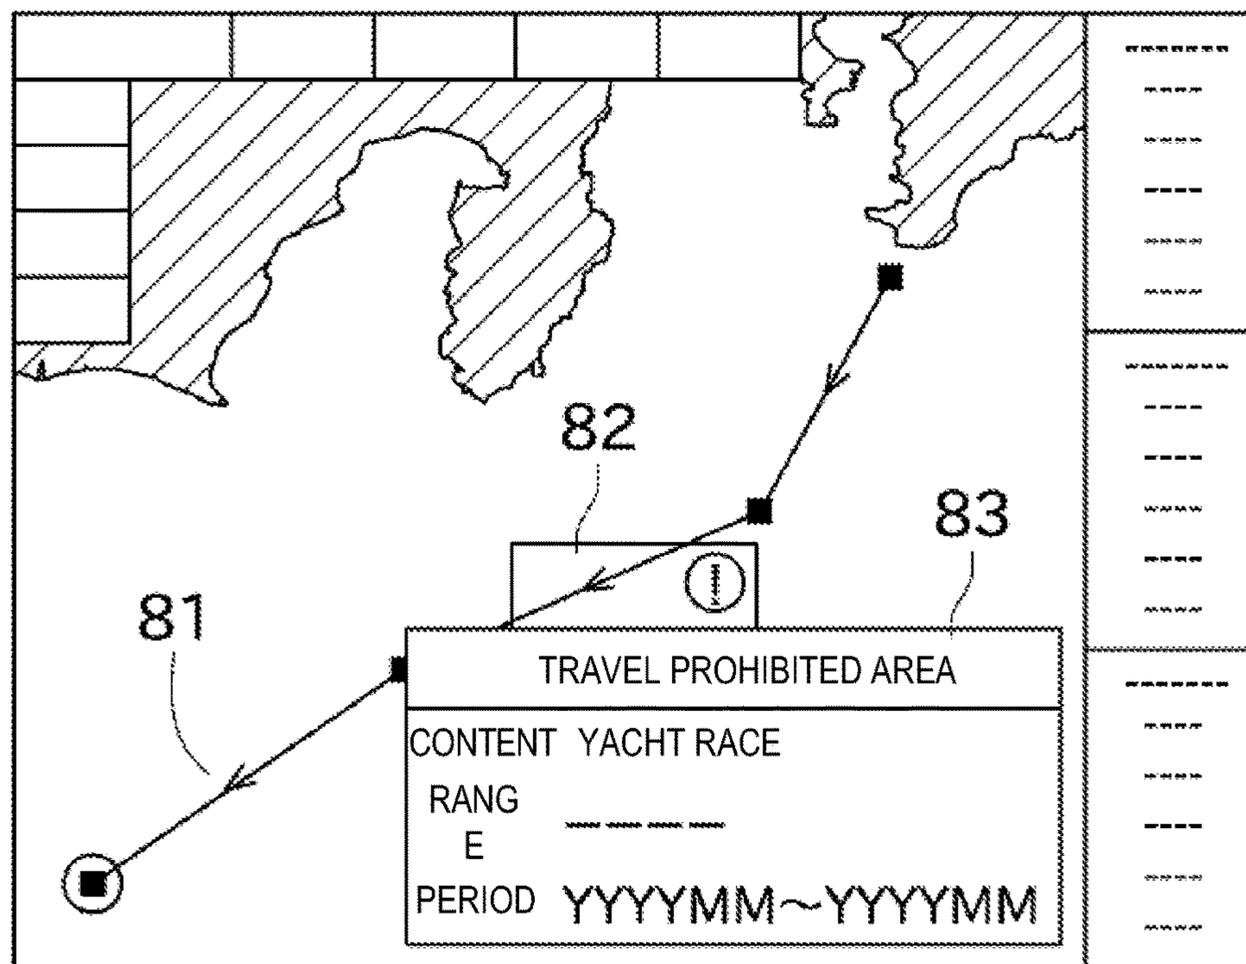 82
83
81
TRAVEL PROHIBITED AREA
CONTENT YACHT RACE
RANG
E
----
PERIOD YYYYMM~YYYYMM